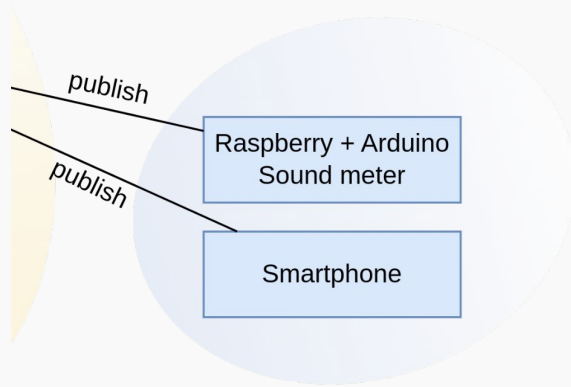 publish
Raspberry + Arduino
Sound meter
publish
Smartphone